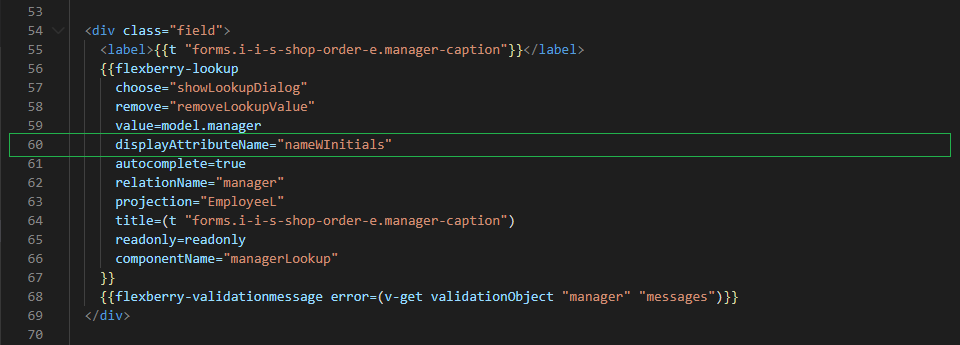 53
54 <div class="field">
55 <label>{{t "forms.i-i-s-shop-order-e.manager-caption"}}</label>
56 {{flexberry-lookup
57 choose="showLookupDialog"
58 remove="removeLookupValue"
59 value=model.manager
60 displayAttributeName="nameWInitials"
61 autocomplete=true
62 relationName="manager"
63 projection="EmployeeL"
64 title=(t "forms.i-i-s-shop-order-e.manager-caption")
65 readonly=readonly
66 componentName="managerLookup"
67 }}
68 {{flexberry-validationmessage error=(v-get validationObject "manager" "messages")}}
69 </div>
70